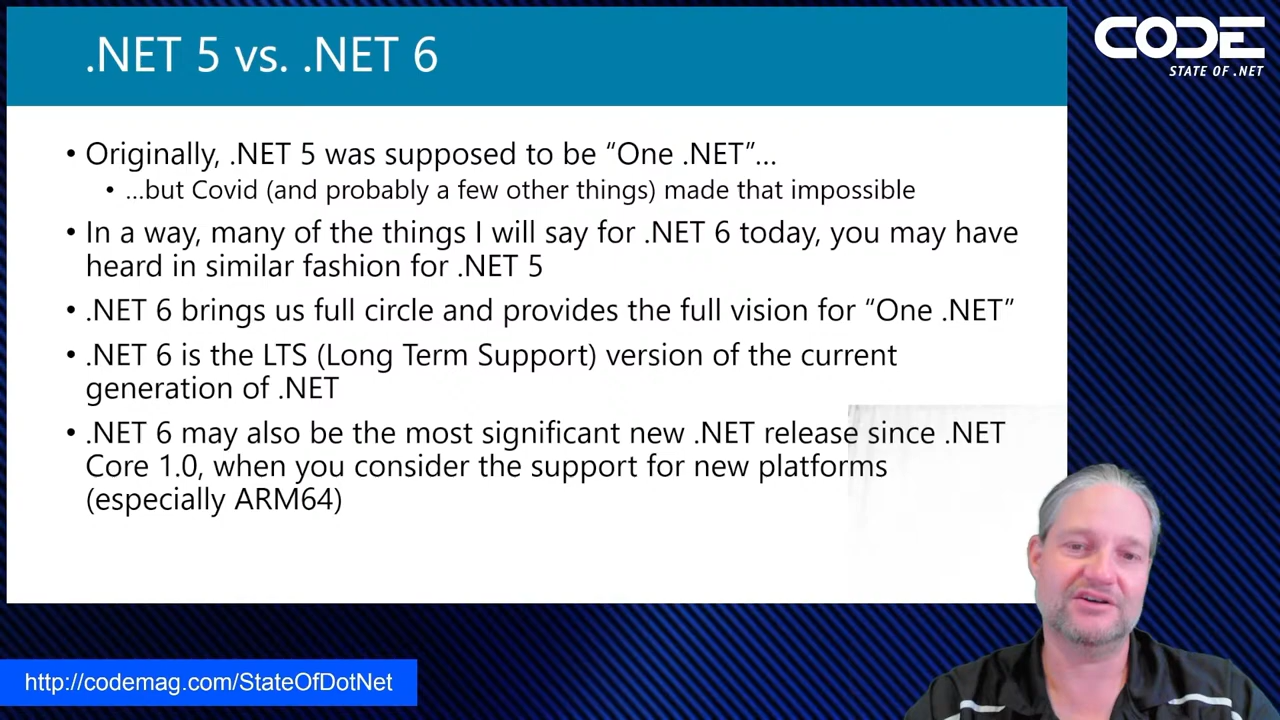 .NET 5 vs. .NET 6
CODE
STATE OF .NET
• Originally, .NET 5 was supposed to be “One .NET”...
• ...but Covid (and probably a few other things) made that impossible
• In a way, many of the things I will say for .NET 6 today, you may have
heard in similar fashion for .NET 5
• .NET 6 brings us full circle and provides the full vision for “One .NET”
• .NET 6 is the LTS (Long Term Support) version of the current
generation of .NET
• .NET 6 may also be the most significant new .NET release since .NET
Core 1.0, when you consider the support for new platforms
(especially ARM64)
http://codemag.com/StateOfDotNet